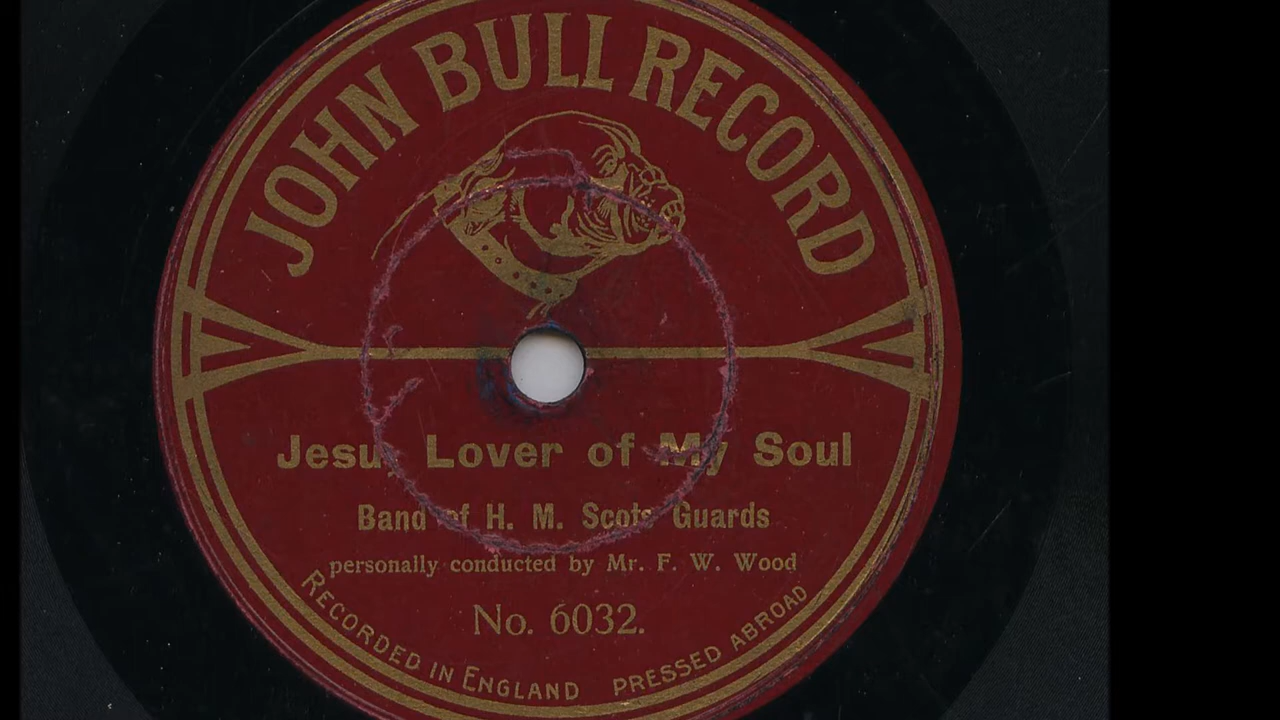 JOHN BULL RECORD
Jesu, Lover of My Soul
Band of H. M. Scots Guards
personally conducted by Mr. F. W. Wood
No. 6032.
RECORDED IN ENGLAND PRESSED ABROAD